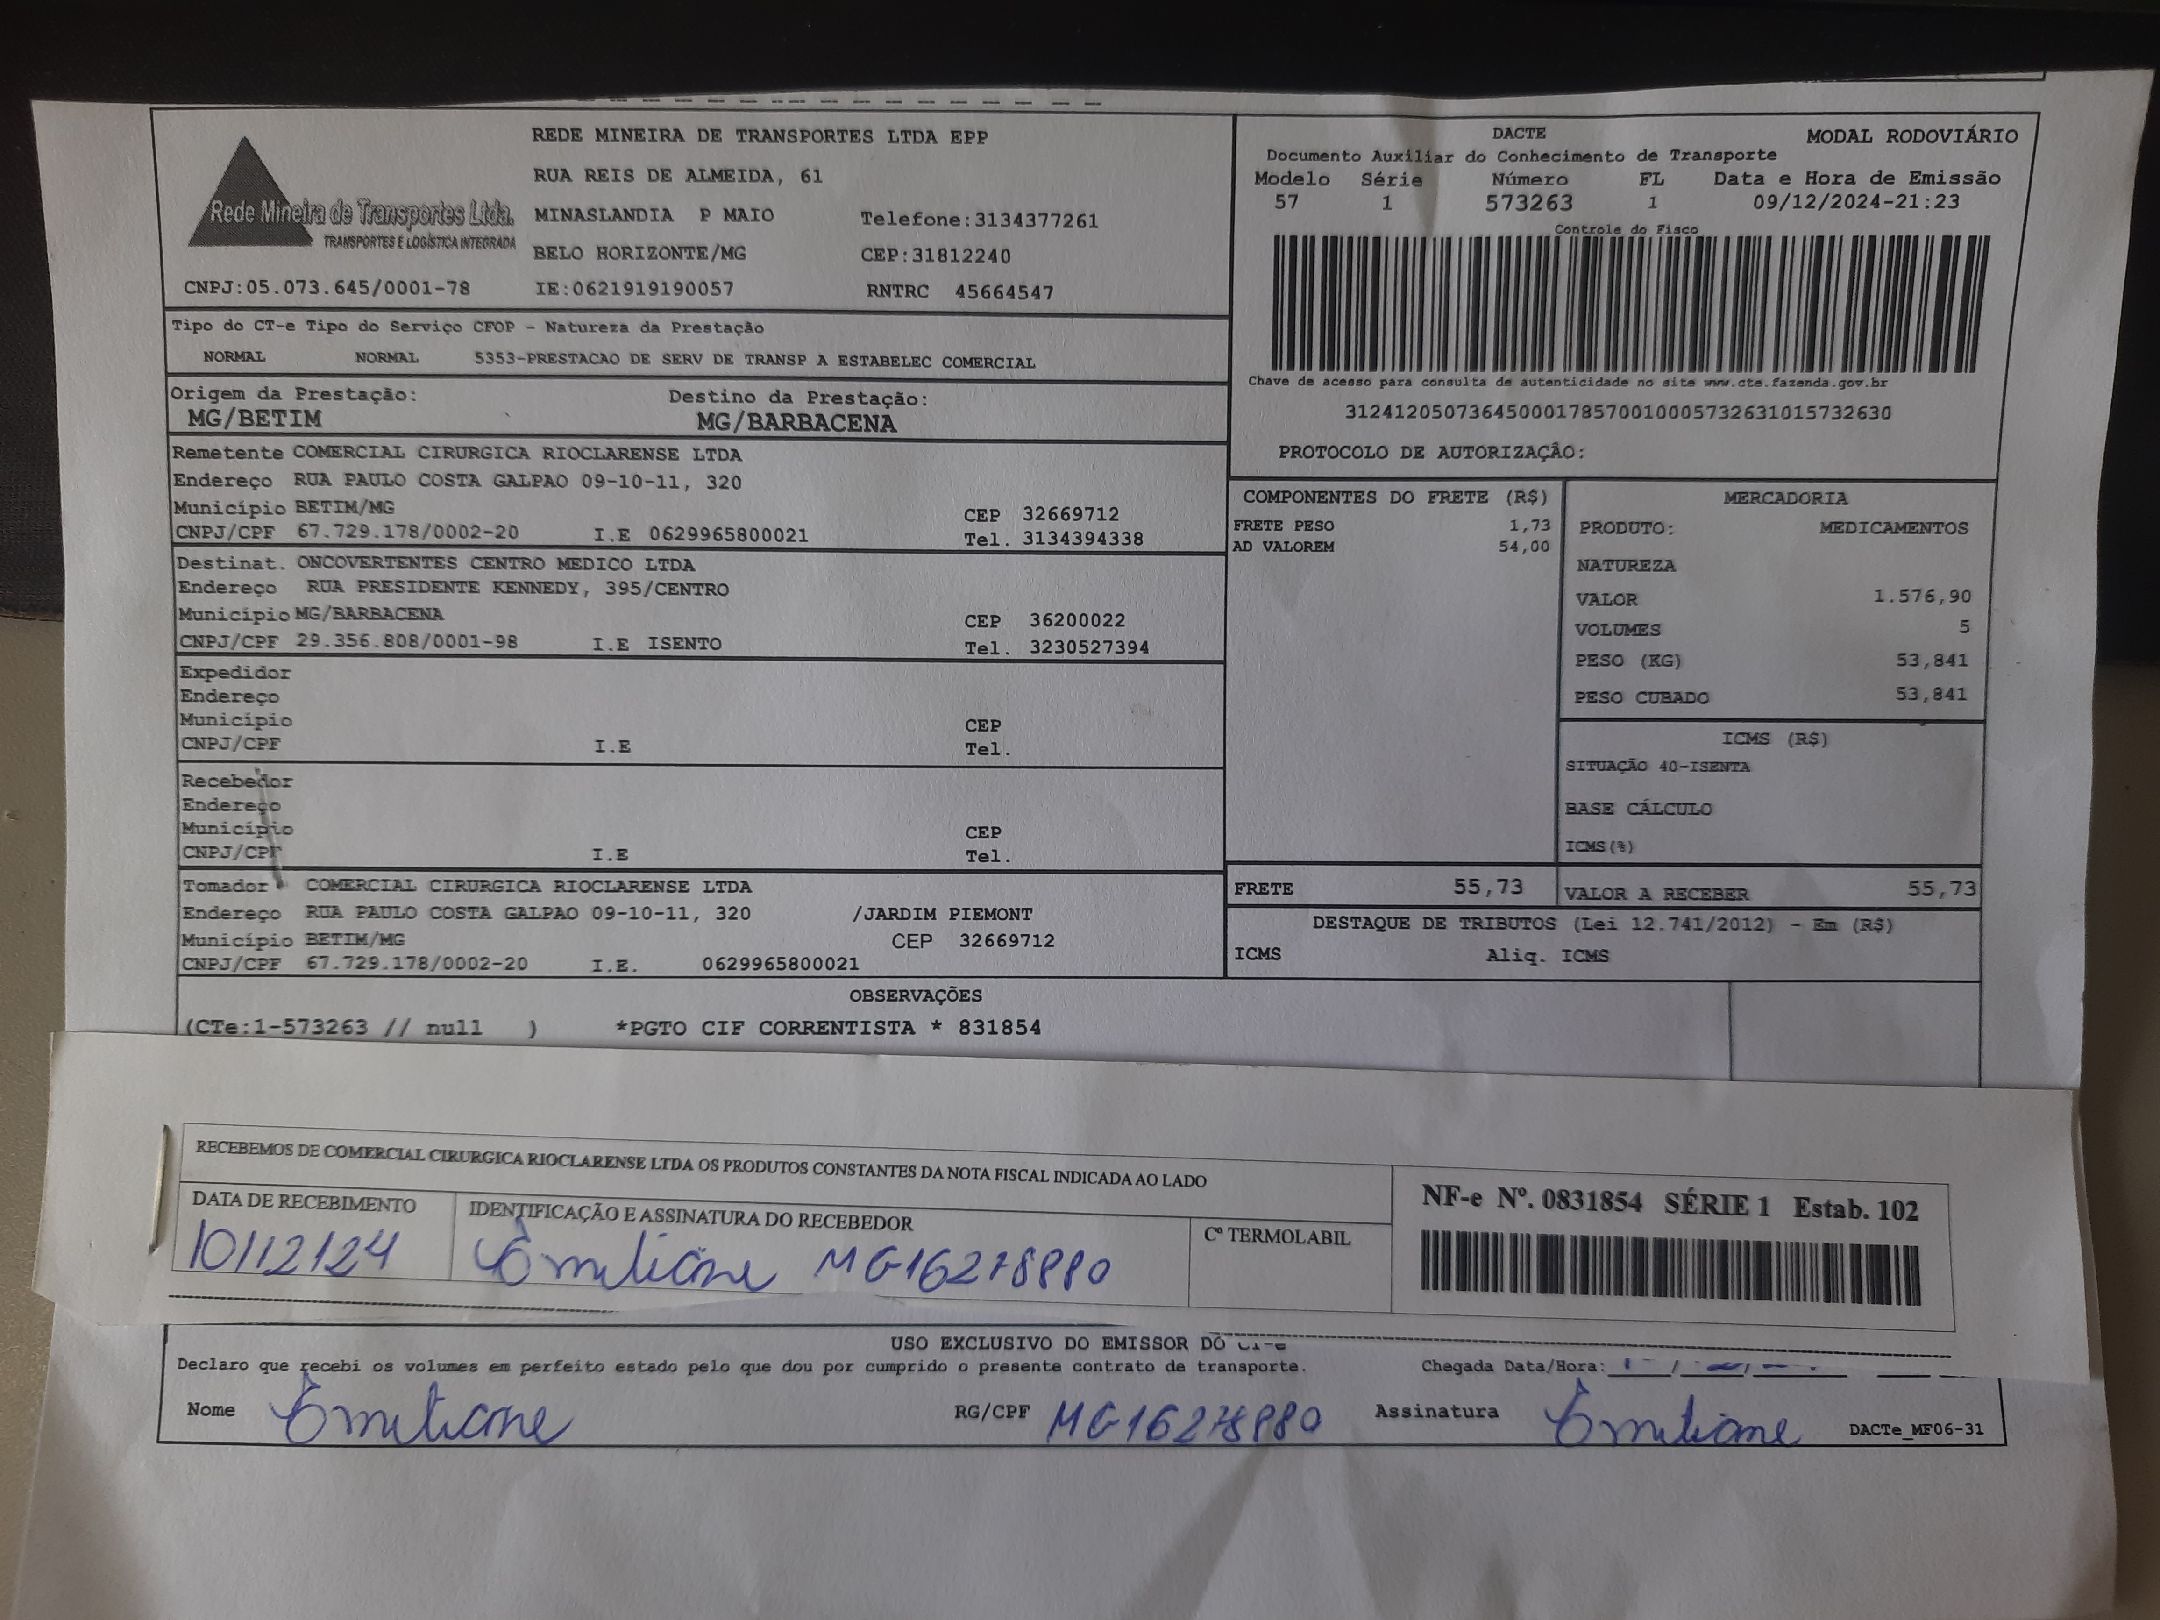 Rede Mineira de Transportes Ltda.
TRANSPORTES E LOGÍSTICA INTEGRADA
CNPJ:05.073.645/0001-78
REDE MINEIRA DE TRANSPORTES LTDA EPP
RUA REIS DE ALMEIDA, 61
MINASLANDIA P MAIO Telefone:3134377261
BELO HORIZONTE/MG CEP:31812240
IE:0621919190057 RNTRC 45664547
DACTE MODAL RODOVIÁRIO
Documento Auxiliar do Conhecimento de Transporte
Modelo Série Número FL Data e Hora de Emissão
57 1 573263 1 09/12/2024-21:23
Controle do Fisco
Chave de acesso para consulta de autenticidade no site www.cte.fazenda.gov.br
31241205073645000178570010005732631015732630
PROTOCOLO DE AUTORIZAÇÃO:
Tipo do CT-e Tipo do Serviço CFOP - Natureza da Prestação
NORMAL NORMAL 5353-PRESTACAO DE SERV DE TRANSP A ESTABELEC COMERCIAL
Origem da Prestação: Destino da Prestação:
MG/BETIM MG/BARBACENA
Remetente COMERCIAL CIRURGICA RIOCLARENSE LTDA
Endereço RUA PAULO COSTA GALPAO 09-10-11, 320
Município BETIM/MG CEP 32669712
CNPJ/CPF 67.729.178/0002-20 I.E 0629965800021 Tel. 3134394338
Destinat. ONCOVERTENTES CENTRO MEDICO LTDA
Endereço RUA PRESIDENTE KENNEDY, 395/CENTRO
Município MG/BARBACENA CEP 36200022
CNPJ/CPF 29.356.808/0001-98 I.E ISENTO Tel. 3230527394
Expedidor
Endereço
Município CEP
CNPJ/CPF I.E Tel.
Recebedor
Endereço
Município CEP
CNPJ/CPF I.E Tel.
Tomador COMERCIAL CIRURGICA RIOCLARENSE LTDA
Endereço RUA PAULO COSTA GALPAO 09-10-11, 320 /JARDIM PIEMONT
Município BETIM/MG CEP 32669712
CNPJ/CPF 67.729.178/0002-20 I.E. 0629965800021
COMPONENTES DO FRETE (R$)
FRETE PESO 1,73
AD VALOREM 54,00
MERCADORIA
PRODUTO: MEDICAMENTOS
NATUREZA
VALOR 1.576,90
VOLUMES 5
PESO (KG) 53,841
PESO CUBADO 53,841
ICMS (R$)
SITUAÇÃO 40-ISENTA
BASE CÁLCULO
ICMS(%)
FRETE 55,73 VALOR A RECEBER 55,73
DESTAQUE DE TRIBUTOS (Lei 12.741/2012) - Em (R$)
ICMS Aliq. ICMS
OBSERVAÇÕES
(CTe:1-573263 // null ) *PGTO CIF CORRENTISTA * 831854
RECEBEMOS DE COMERCIAL CIRURGICA RIOCLARENSE LTDA OS PRODUTOS CONSTANTES DA NOTA FISCAL INDICADA AO LADO
DATA DE RECEBIMENTO IDENTIFICAÇÃO E ASSINATURA DO RECEBEDOR Cº TERMOLABIL
10/12/24 Emiliane MG16278880
NF-e Nº. 0831854 SÉRIE 1 Estab. 102
USO EXCLUSIVO DO EMISSOR DO CT-e
Declaro que recebi os volumes em perfeito estado pelo que dou por cumprido o presente contrato de transporte. Chegada Data/Hora:
Nome Emiliane RG/CPF MG16278880 Assinatura Emiliane DACTe_MF06-31